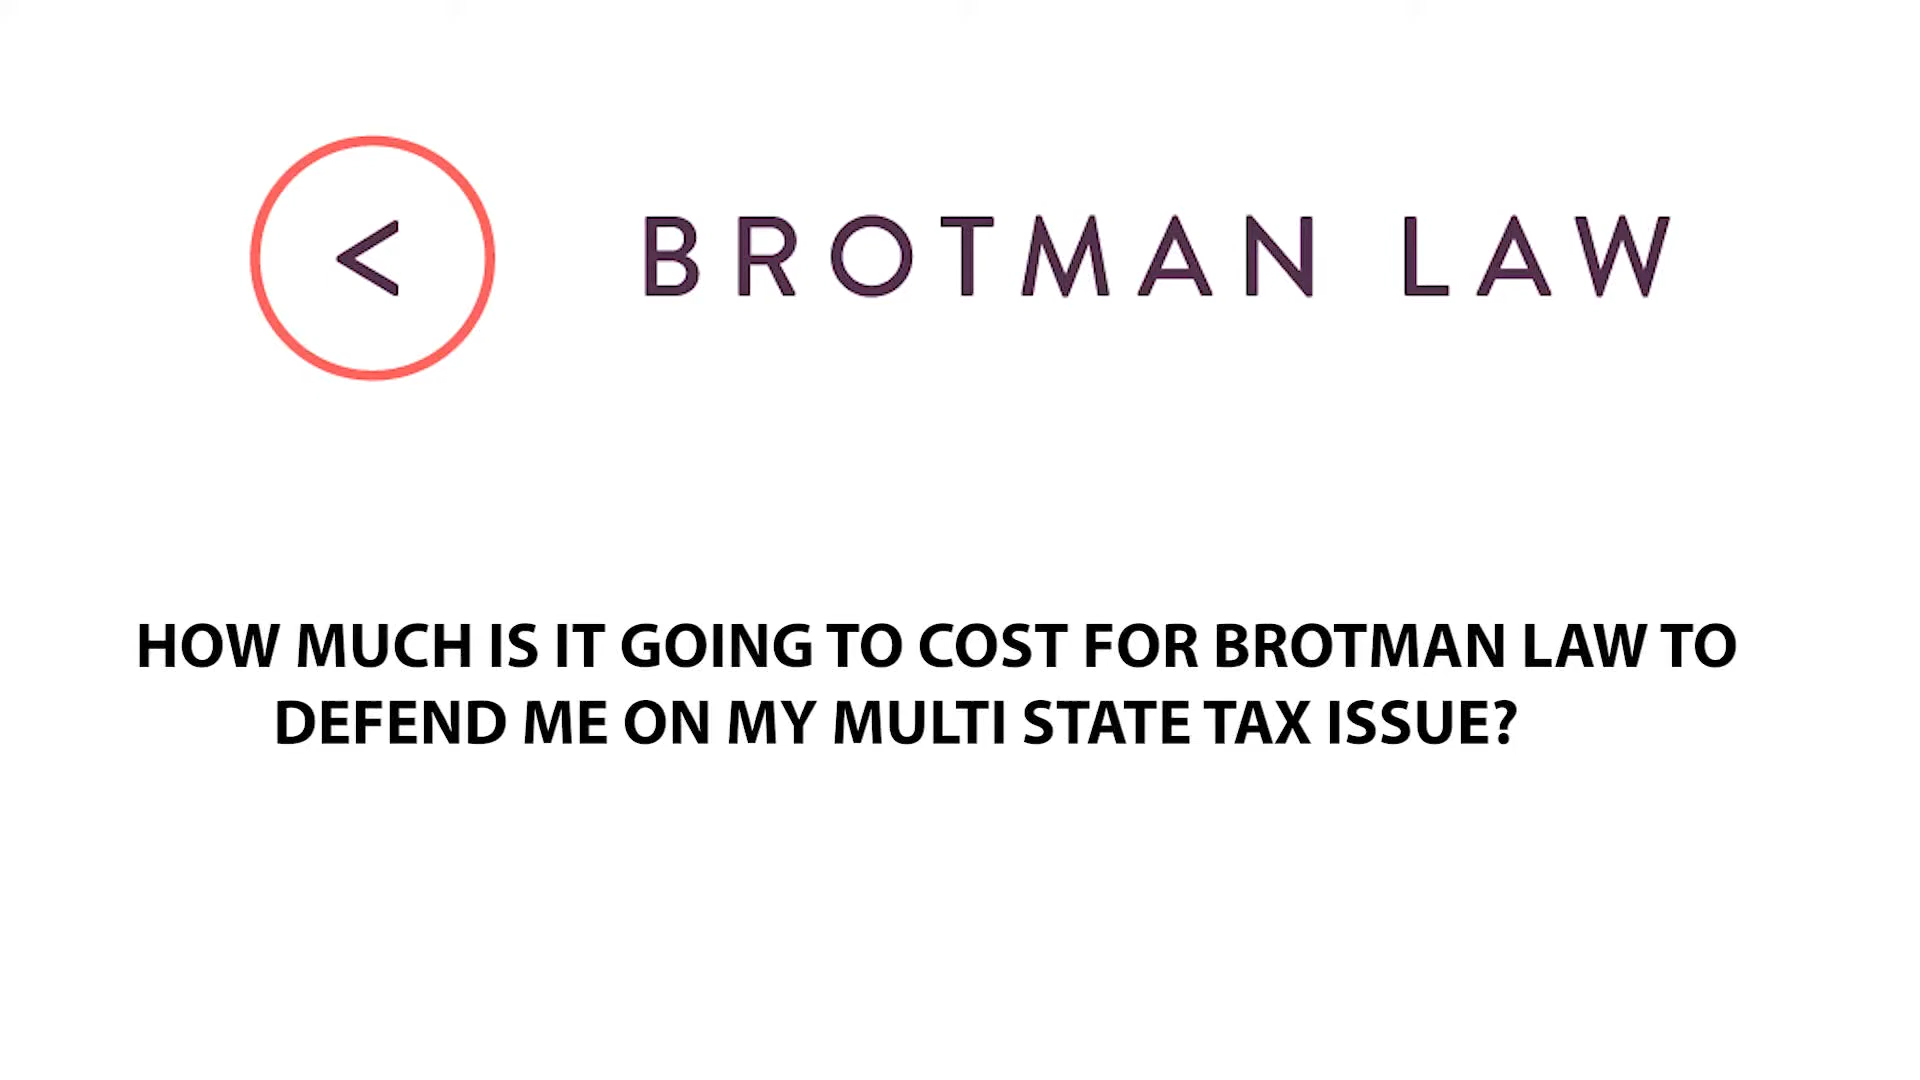 BROTMAN LAW
HOW MUCH IS IT GOING TO COST FOR BROTMAN LAW TO
DEFEND ME ON MY MULTI STATE TAX ISSUE?